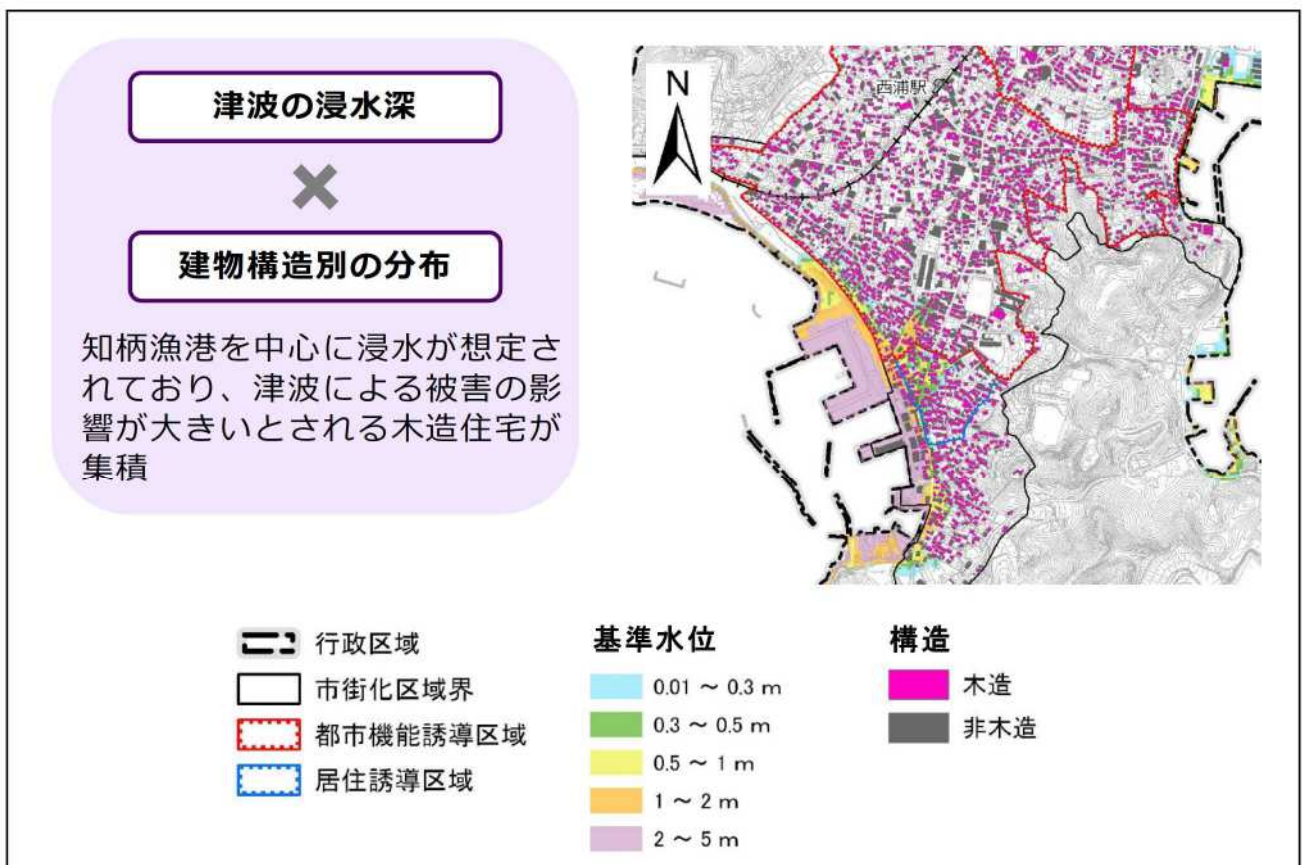 津波の浸水深
×
建物構造別の分布
知柄漁港を中心に浸水が想定さ
れており、津波による被害の影
響が大きいとされる木造住宅が
集積
N
西浦駅
行政区域
市街化区域界
都市機能誘導区域
居住誘導区域
基準水位
0.01 ～ 0.3 m
0.3 ～ 0.5 m
0.5 ～ 1 m
1 ～ 2 m
2 ～ 5 m
構造
木造
非木造